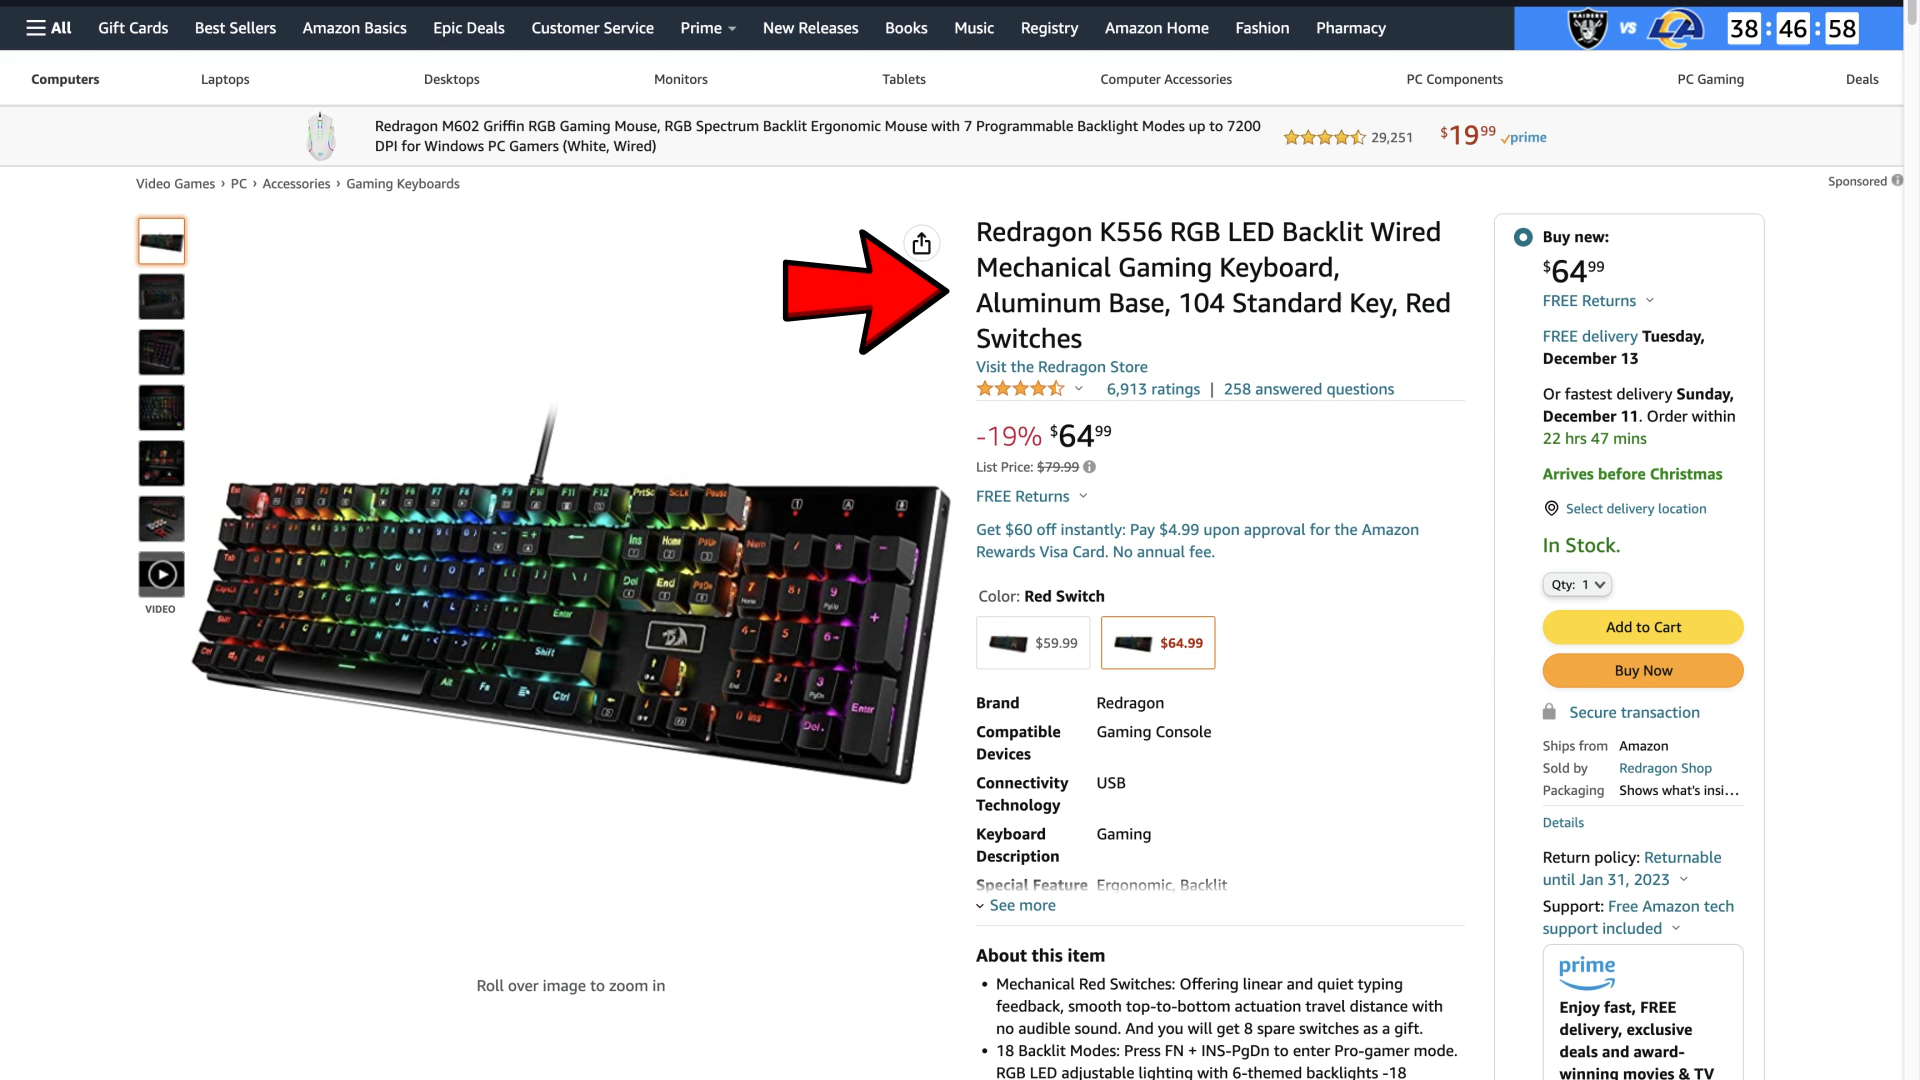 All
Gift Cards
Best Sellers
Amazon Basics
Epic Deals
Customer Service
Prime
New Releases
Books
Music
Registry
Amazon Home
Fashion
Pharmacy
RAIDERS
VS
38:46:58
Computers
Laptops
Desktops
Monitors
Tablets
Computer Accessories
PC Components
PC Gaming
Deals
Redragon M602 Griffin RGB Gaming Mouse, RGB Spectrum Backlit Ergonomic Mouse with 7 Programmable Backlight Modes up to 7200
DPI for Windows PC Gamers (White, Wired)
29,251
$19 99
prime
Video Games › PC › Accessories › Gaming Keyboards
Sponsored
VIDEO
Roll over image to zoom in
Redragon K556 RGB LED Backlit Wired
Mechanical Gaming Keyboard,
Aluminum Base, 104 Standard Key, Red
Switches
Visit the Redragon Store
6,913 ratings | 258 answered questions
-19% $64 99
List Price: $79.99
FREE Returns
Get $60 off instantly: Pay $4.99 upon approval for the Amazon
Rewards Visa Card. No annual fee.
Color: Red Switch
$59.99
$64.99
Brand Redragon
Compatible Gaming Console
Devices
Connectivity USB
Technology
Keyboard Gaming
Description
Special Feature Ergonomic, Backlit
See more
About this item
• Mechanical Red Switches: Offering linear and quiet typing
feedback, smooth top-to-bottom actuation travel distance with
no audible sound. And you will get 8 spare switches as a gift.
• 18 Backlit Modes: Press FN + INS-PgDn to enter Pro-gamer mode.
RGB LED adjustable lighting with 6-themed backlights -18
Buy new:
$64 99
FREE Returns
FREE delivery Tuesday,
December 13
Or fastest delivery Sunday,
December 11. Order within
22 hrs 47 mins
Arrives before Christmas
Select delivery location
In Stock.
Qty: 1
Add to Cart
Buy Now
Secure transaction
Ships from Amazon
Sold by Redragon Shop
Packaging Shows what's insi...
Details
Return policy: Returnable
until Jan 31, 2023
Support: Free Amazon tech
support included
prime
Enjoy fast, FREE
delivery, exclusive
deals and award-
winning movies & TV